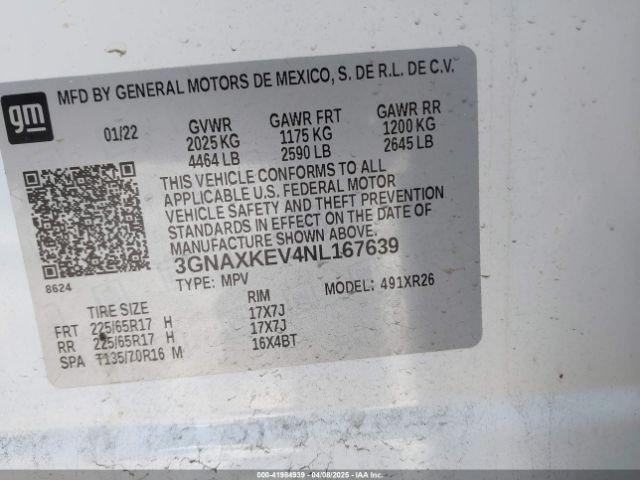 gm
MFD BY GENERAL MOTORS DE MEXICO, S. DE R.L. DE C.V.
01/22 GVWR GAWR FRT GAWR RR
2025 KG 1175 KG 1200 KG
4464 LB 2590 LB 2645 LB
THIS VEHICLE CONFORMS TO ALL
APPLICABLE U.S. FEDERAL MOTOR
VEHICLE SAFETY AND THEFT PREVENTION
STANDARDS IN EFFECT ON THE DATE OF
MANUFACTURE SHOWN ABOVE.
3GNAXKEV4NL167639
8624
TYPE: MPV MODEL: 491XR26
TIRE SIZE RIM
FRT 225/65R17 H 17X7J
RR 225/65R17 H 17X7J
SPA T135/70R16 M 16X4BT
000-41984939 - 04/08/2025 - IAAI.COM